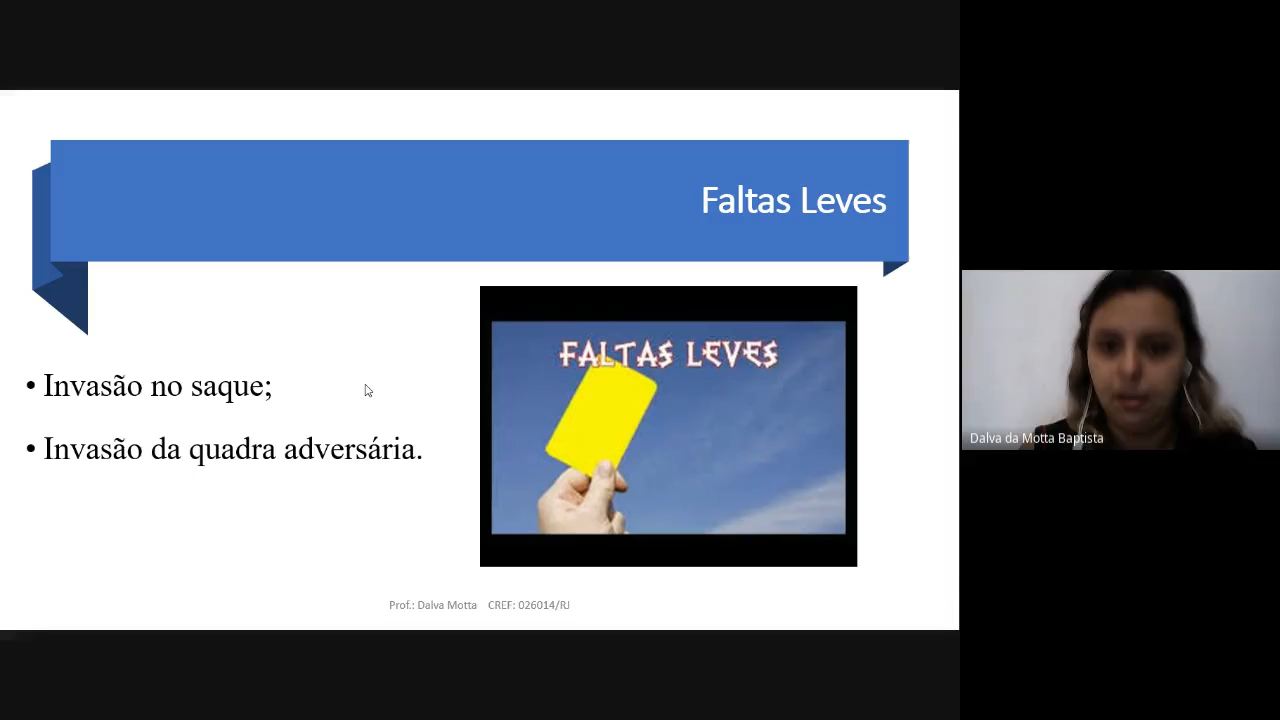 Faltas Leves
• Invasão no saque;
• Invasão da quadra adversária.
FALTAS LEVES
Prof.: Dalva Motta CREF: 026014/RJ
Dalva da Motta Baptista